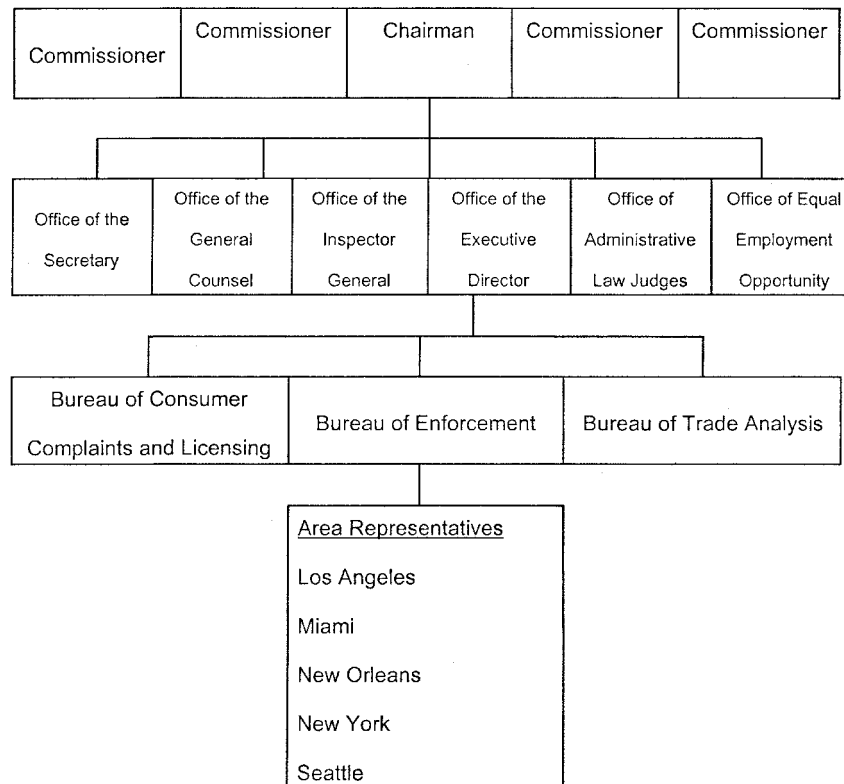 Commissioner
Commissioner
Chairman
Commissioner
Commissioner
Office of the
Secretary
Office of the
General
Counsel
Office of the
Inspector
General
Office of the
Executive
Director
Office of
Administrative
Law Judges
Office of Equal
Employment
Opportunity
Bureau of Consumer
Complaints and Licensing
Bureau of Enforcement
Bureau of Trade Analysis
Area Representatives
Los Angeles
Miami
New Orleans
New York
Seattle